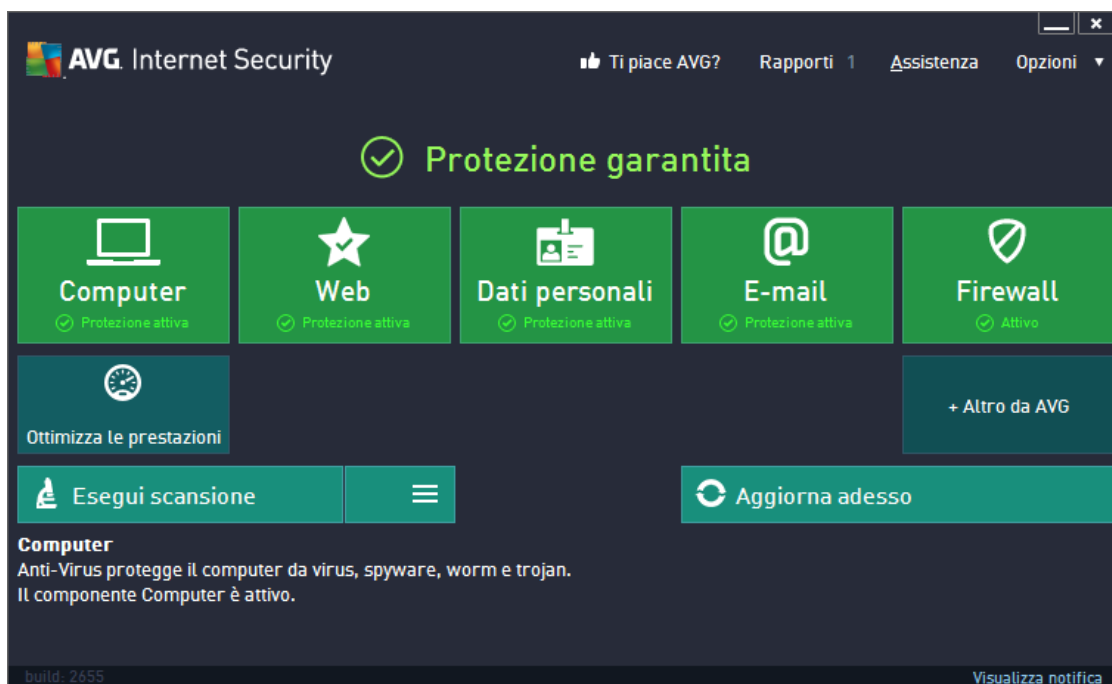 AVG. Internet Security
Ti piace AVG?
Rapporti 1
Assistenza
Opzioni
Protezione garantita
Computer
Protezione attiva
Web
Protezione attiva
Dati personali
Protezione attiva
E-mail
Protezione attiva
Firewall
Attivo
Ottimizza le prestazioni
+ Altro da AVG
Esegui scansione
Aggiorna adesso
Computer
Anti-Virus protegge il computer da virus, spyware, worm e trojan.
Il componente Computer è attivo.
build: 2655
Visualizza notifica